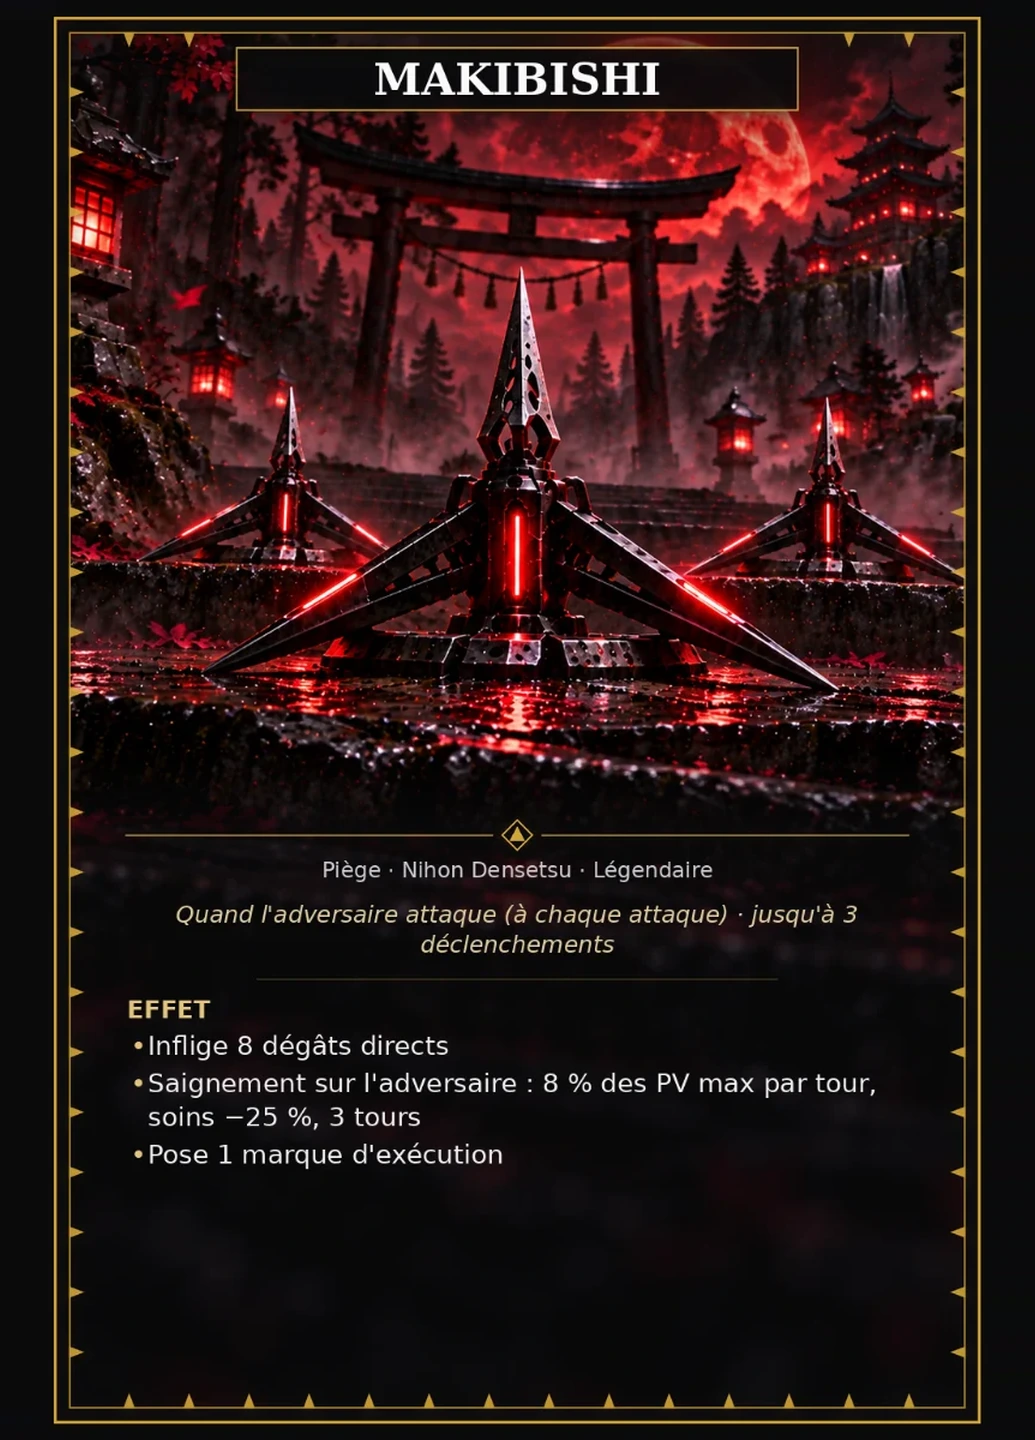 MAKIBISHI
Piège · Nihon Densetsu · Légendaire
Quand l'adversaire attaque (à chaque attaque) · jusqu'à 3
déclenchements
EFFET
•Inflige 8 dégâts directs
•Saignement sur l'adversaire : 8 % des PV max par tour,
soins −25 %, 3 tours
•Pose 1 marque d'exécution